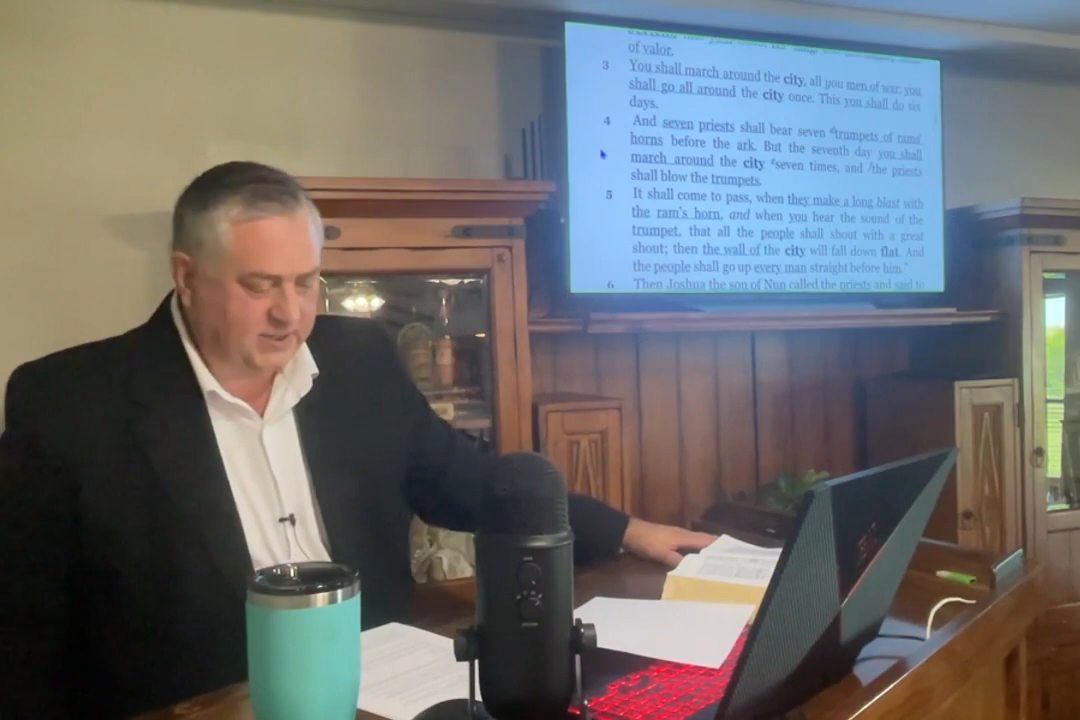 of valor.
3 You shall march around the city, all you men of war; you
shall go all around the city once. This you shall do six
days.
4 And seven priests shall bear seven dtrumpets of rams'
horns before the ark. But the seventh day you shall
march around the city eseven times, and fthe priests
shall blow the trumpets.
5 It shall come to pass, when they make a long blast with
the ram's horn, and when you hear the sound of the
trumpet, that all the people shall shout with a great
shout; then the wall of the city will fall down flat. And
the people shall go up every man straight before him."
6 Then Joshua the son of Nun called the priests and said to